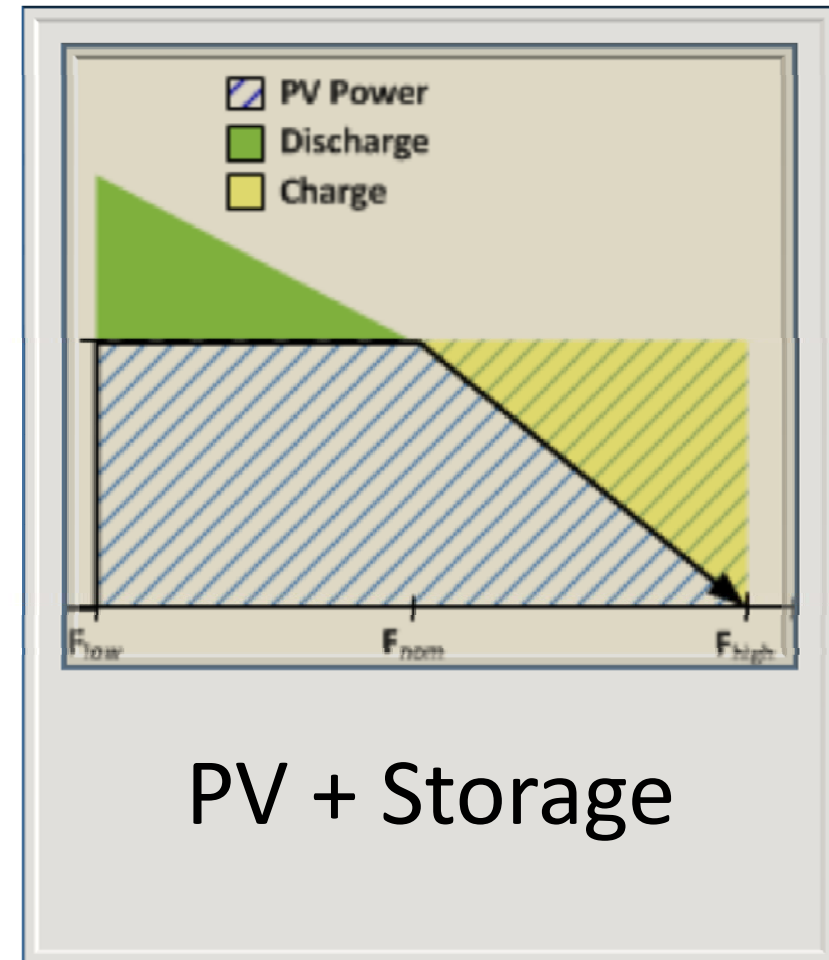 PV Power
Discharge
Charge
Flow Fnom Fhigh
PV + Storage